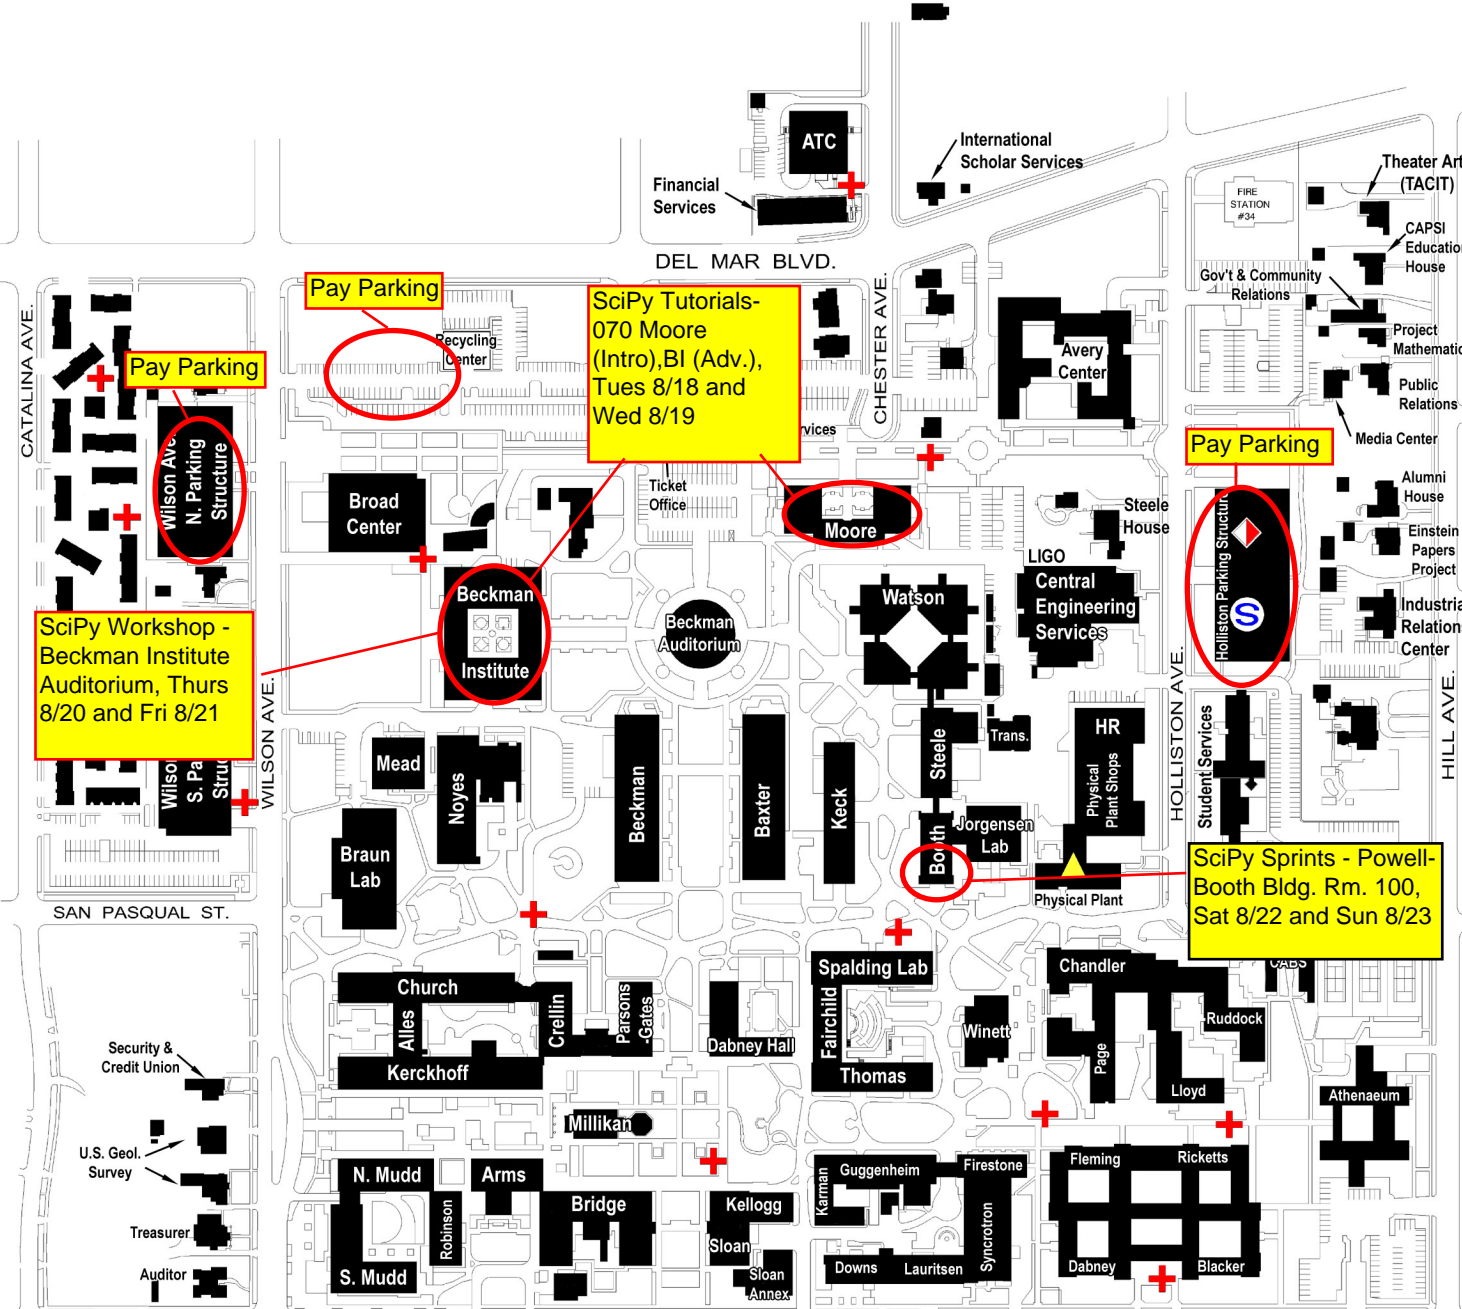 ATC
International
Scholar Services
Financial
Services
Theater Art
(TACIT)
FIRE
STATION
#34
CAPSI
Educatio
House
DEL MAR BLVD.
Gov't & Community
Relations
CATALINA AVE.
Pay Parking
CHESTER AVE.
SciPy Tutorials-
070 Moore
(Intro),BI (Adv.),
Tues 8/18 and
Wed 8/19
Recycling
Center
Avery
Center
Project
Mathematic
Pay Parking
Public
Relations
Media Center
Pay Parking
Wilson Ave
N. Parking
Structure
vices
Ticket
Office
Broad
Center
Moore
Steele
House
Alumni
House
Holliston Parking Structure
S
Einstein
Papers
Project
LIGO
Central
Engineering
Services
Watson
Beckman
Institute
Beckman
Auditorium
Industria
Relation
Center
SciPy Workshop -
Beckman Institute
Auditorium, Thurs
8/20 and Fri 8/21
WILSON AVE.
HOLLISTON AVE.
HILL AVE.
Wilson
S. Pa
Struc
Mead
Noyes
Beckman
Baxter
Keck
Steele
Trans.
HR
Physical
Plant Shops
Student Services
Braun
Lab
Booth
Jorgensen
Lab
Physical Plant
SciPy Sprints - Powell-
Booth Bldg. Rm. 100,
Sat 8/22 and Sun 8/23
SAN PASQUAL ST.
Church
Alles
Crellin
Parsons
-Gates
Kerckhoff
Dabney Hall
Spalding Lab
Fairchild
Thomas
Winett
Chandler
CABS
Page
Ruddock
Lloyd
Athenaeum
Security &
Credit Union
U.S. Geol.
Survey
Millikan
N. Mudd
Arms
Robinson
S. Mudd
Bridge
Kellogg
Sloan
Sloan
Annex
Karman
Guggenheim
Firestone
Downs
Lauritsen
Syncrotron
Fleming
Ricketts
Dabney
Blacker
Treasurer
Auditor